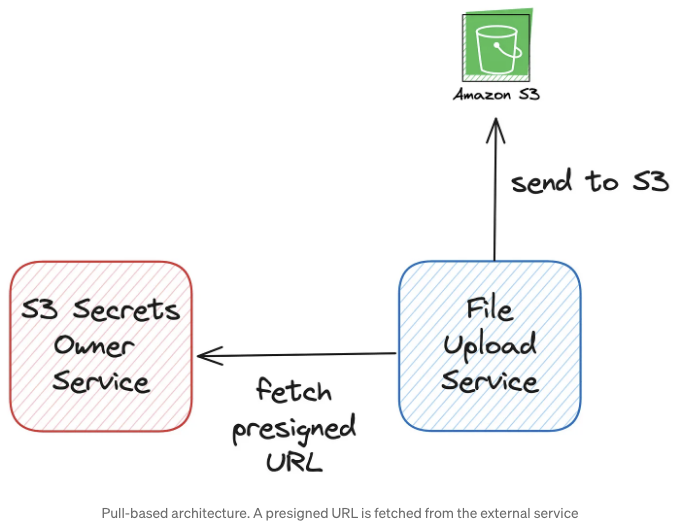 Amazon S3
send to S3
S3 Secrets
Owner
Service
File
Upload
Service
fetch
presigned
URL
Pull-based architecture. A presigned URL is fetched from the external service